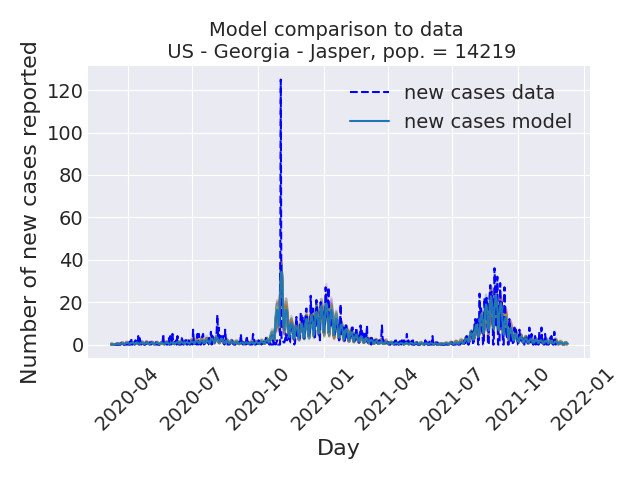 Model comparison to data
US - Georgia - Jasper, pop. = 14219
Number of new cases reported
120
100
80
60
40
20
0
new cases data
new cases model
2020-04
2020-07
2020-10
2021-01
2021-04
2021-07
2021-10
2022-01
Day